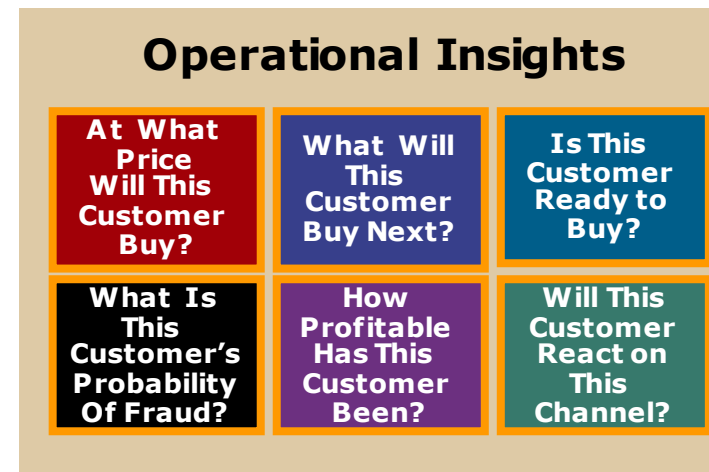 Operational Insights
At What
Price
Will This
Customer
Buy?
What Will
This
Customer
Buy Next?
Is This
Customer
Ready to
Buy?
What Is
This
Customer’s
Probability
Of Fraud?
How
Profitable
Has This
Customer
Been?
Will This
Customer
React on
This
Channel?